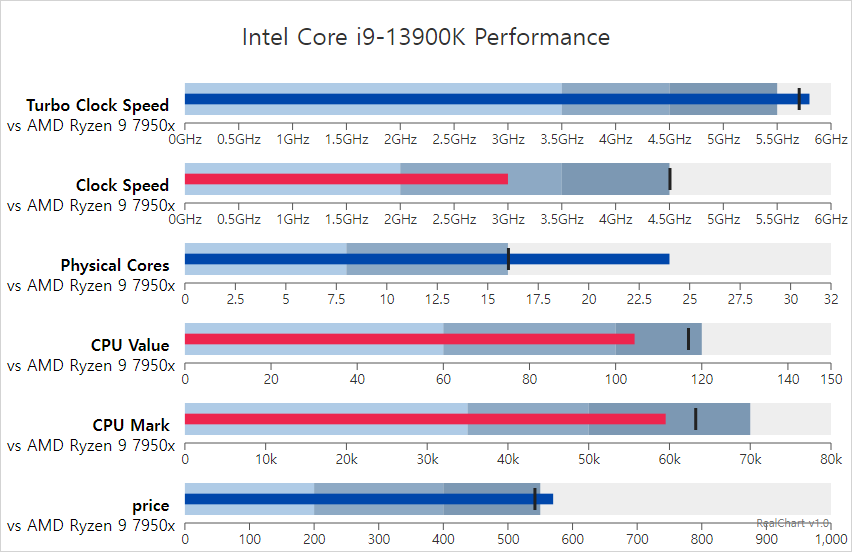 Intel Core i9-13900K Performance
Turbo Clock Speed
vs AMD Ryzen 9 7950x
0GHz 0.5GHz 1GHz 1.5GHz 2GHz 2.5GHz 3GHz 3.5GHz 4GHz 4.5GHz 5GHz 5.5GHz 6GHz
Clock Speed
vs AMD Ryzen 9 7950x
0GHz 0.5GHz 1GHz 1.5GHz 2GHz 2.5GHz 3GHz 3.5GHz 4GHz 4.5GHz 5GHz 5.5GHz 6GHz
Physical Cores
vs AMD Ryzen 9 7950x
0 2.5 5 7.5 10 12.5 15 17.5 20 22.5 25 27.5 30 32
CPU Value
vs AMD Ryzen 9 7950x
0 20 40 60 80 100 120 140 150
CPU Mark
vs AMD Ryzen 9 7950x
0 10k 20k 30k 40k 50k 60k 70k 80k
price
vs AMD Ryzen 9 7950x
RealChart v1.0
0 100 200 300 400 500 600 700 800 900 1,000